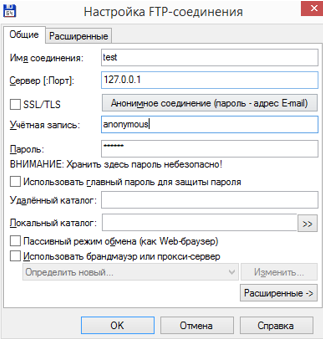 Настройка FTP-соединения
Общие Расширенные
Имя соединения: test
Сервер [:Порт]: 127.0.0.1
SSL/TLS Анонимное соединение (пароль - адрес E-mail)
Учётная запись: anonymous
Пароль: ••••••
ВНИМАНИЕ: Хранить здесь пароль небезопасно!
Использовать главный пароль для защиты пароля
Удалённый каталог:
Локальный каталог: >>
Пассивный режим обмена (как Web-браузер)
Использовать брандмауэр или прокси-сервер
Определить новый... Изменить...
Расширенные ->
OK Отмена Справка